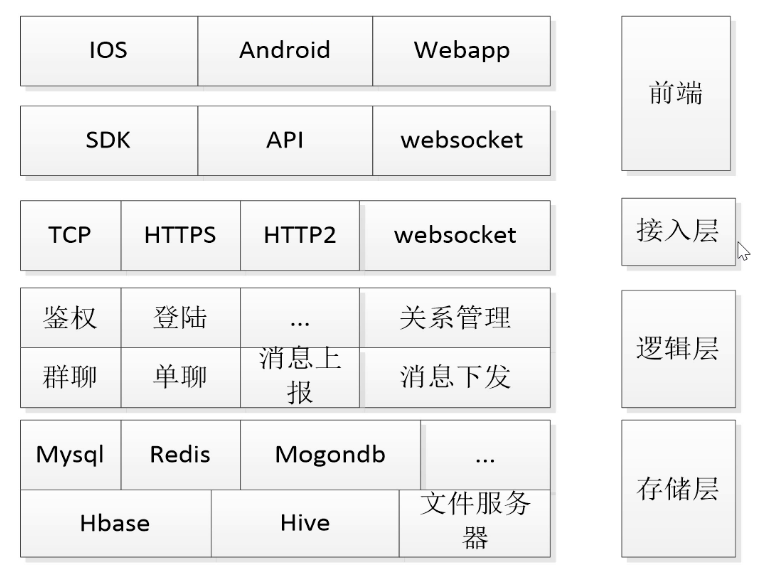 IOS Android Webapp
前端
SDK API websocket
TCP HTTPS HTTP2 websocket
接入层
鉴权 登陆 ... 关系管理
逻辑层
群聊 单聊 消息上
报 消息下发
Mysql Redis Mogondb ...
存储层
Hbase Hive 文件服务
器